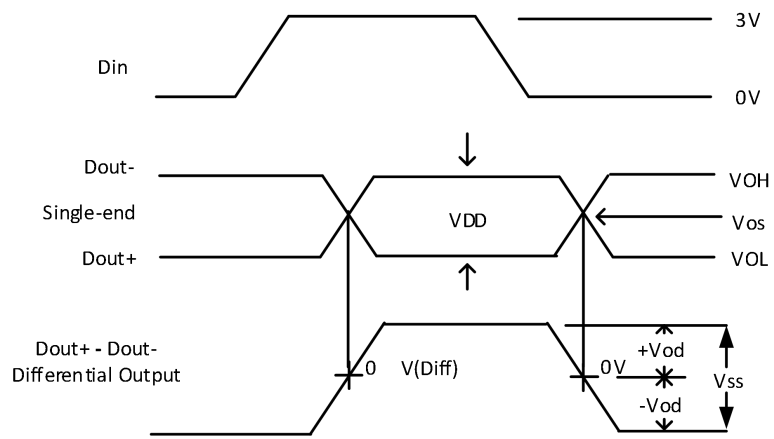 3V
Din
0V
Dout-
VOH
Single-end
VDD
Vos
Dout+
VOL
Dout+ - Dout-
Differential Output
0 V(Diff)
0V
+Vod
Vss
-Vod